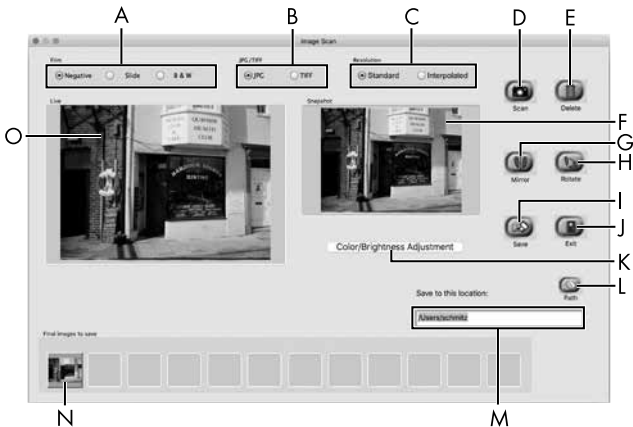 A
B
C
D
E
Image Scan
Film
JPG/TIFF
Resolution
Negative
Slide
B & W
JPG
TIFF
Standard
Interpolated
Scan
Delete
Live
Snapshot
O
F
G
H
Mirror
Rotate
I
J
Save
Exit
Color/Brightness Adjustment
K
L
Path
Save to this location:
/Users/schmitz
Final images to save
N
M